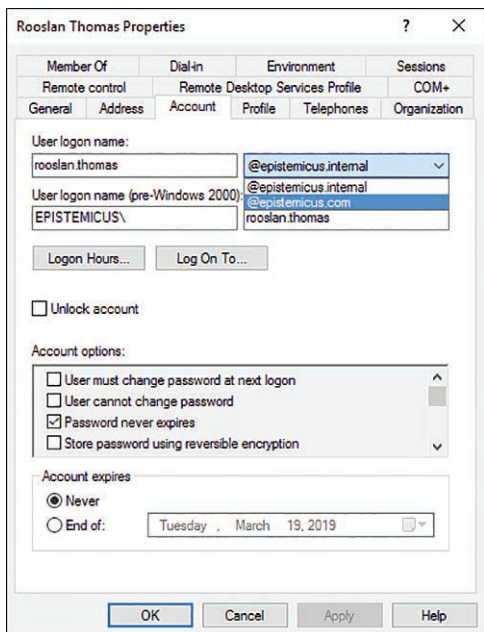 Rooslan Thomas Properties ? ×
Member Of Dial-in Environment Sessions
Remote control Remote Desktop Services Profile COM+
General Address Account Profile Telephones Organization
User logon name:
rooslan.thomas @epistemicus.internal
@epistemicus.internal
User logon name (pre-Windows 2000): @epistemicus.com
EPISTEMICUS\ rooslan.thomas
Logon Hours... Log On To...
Unlock account
Account options:
User must change password at next logon
User cannot change password
Password never expires
Store password using reversible encryption
Account expires
Never
End of: Tuesday , March 19, 2019
OK Cancel Apply Help